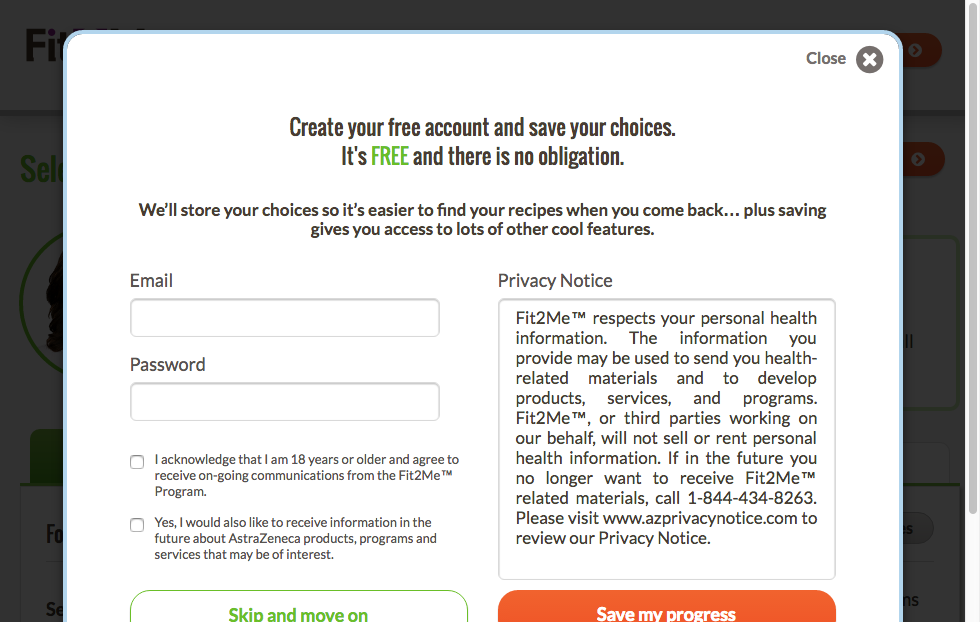 Fit
Close
Create your free account and save your choices.
It's FREE and there is no obligation.
We'll store your choices so it's easier to find your recipes when you come back… plus saving
gives you access to lots of other cool features.
Email
Password
I acknowledge that I am 18 years or older and agree to
receive on-going communications from the Fit2Me™
Program.
Yes, I would also like to receive information in the
future about AstraZeneca products, programs and
services that may be of interest.
Skip and move on
Privacy Notice
Fit2Me™ respects your personal health
information. The information you
provide may be used to send you health-
related materials and to develop
products, services, and programs.
Fit2Me™, or third parties working on
our behalf, will not sell or rent personal
health information. If in the future you
no longer want to receive Fit2Me™
related materials, call 1-844-434-8263.
Please visit www.azprivacynotice.com to
review our Privacy Notice.
Save my progress